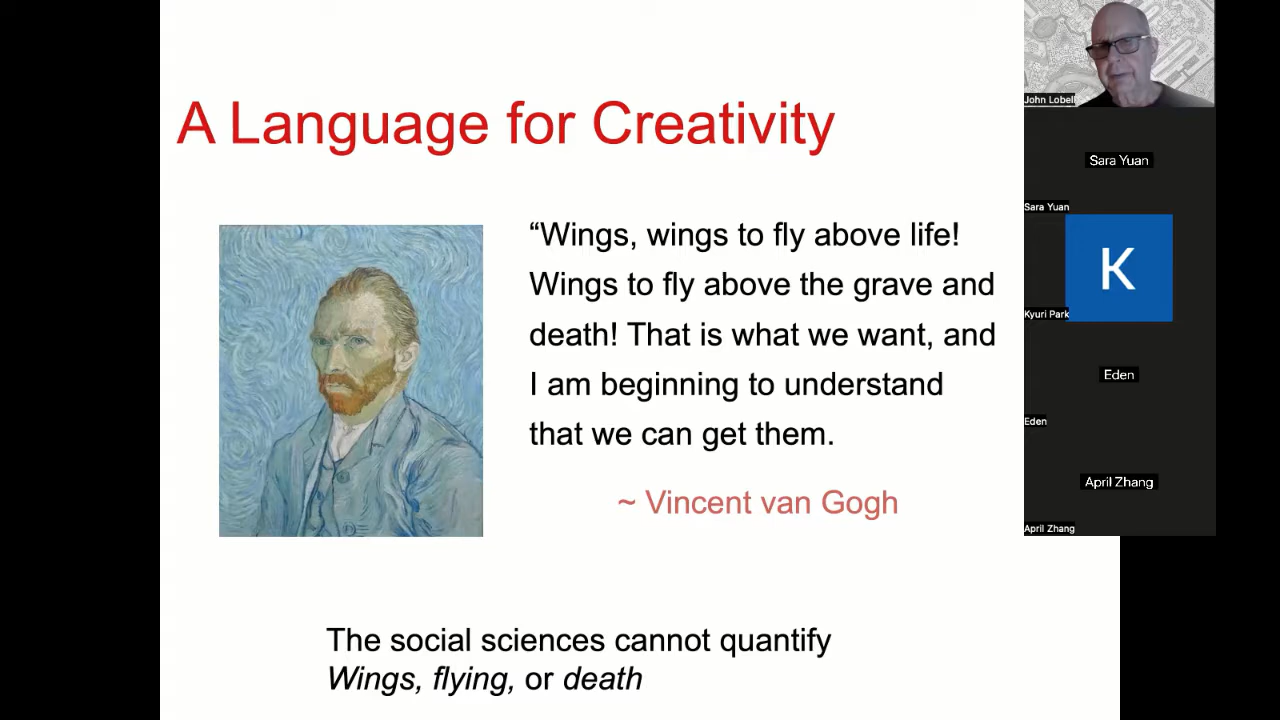 A Language for Creativity
“Wings, wings to fly above life!
Wings to fly above the grave and
death! That is what we want, and
I am beginning to understand
that we can get them.
~ Vincent van Gogh
The social sciences cannot quantify
Wings, flying, or death
John Lobell
Sara Yuan
Sara Yuan
K
Kyuri Park
Eden
Eden
April Zhang
April Zhang